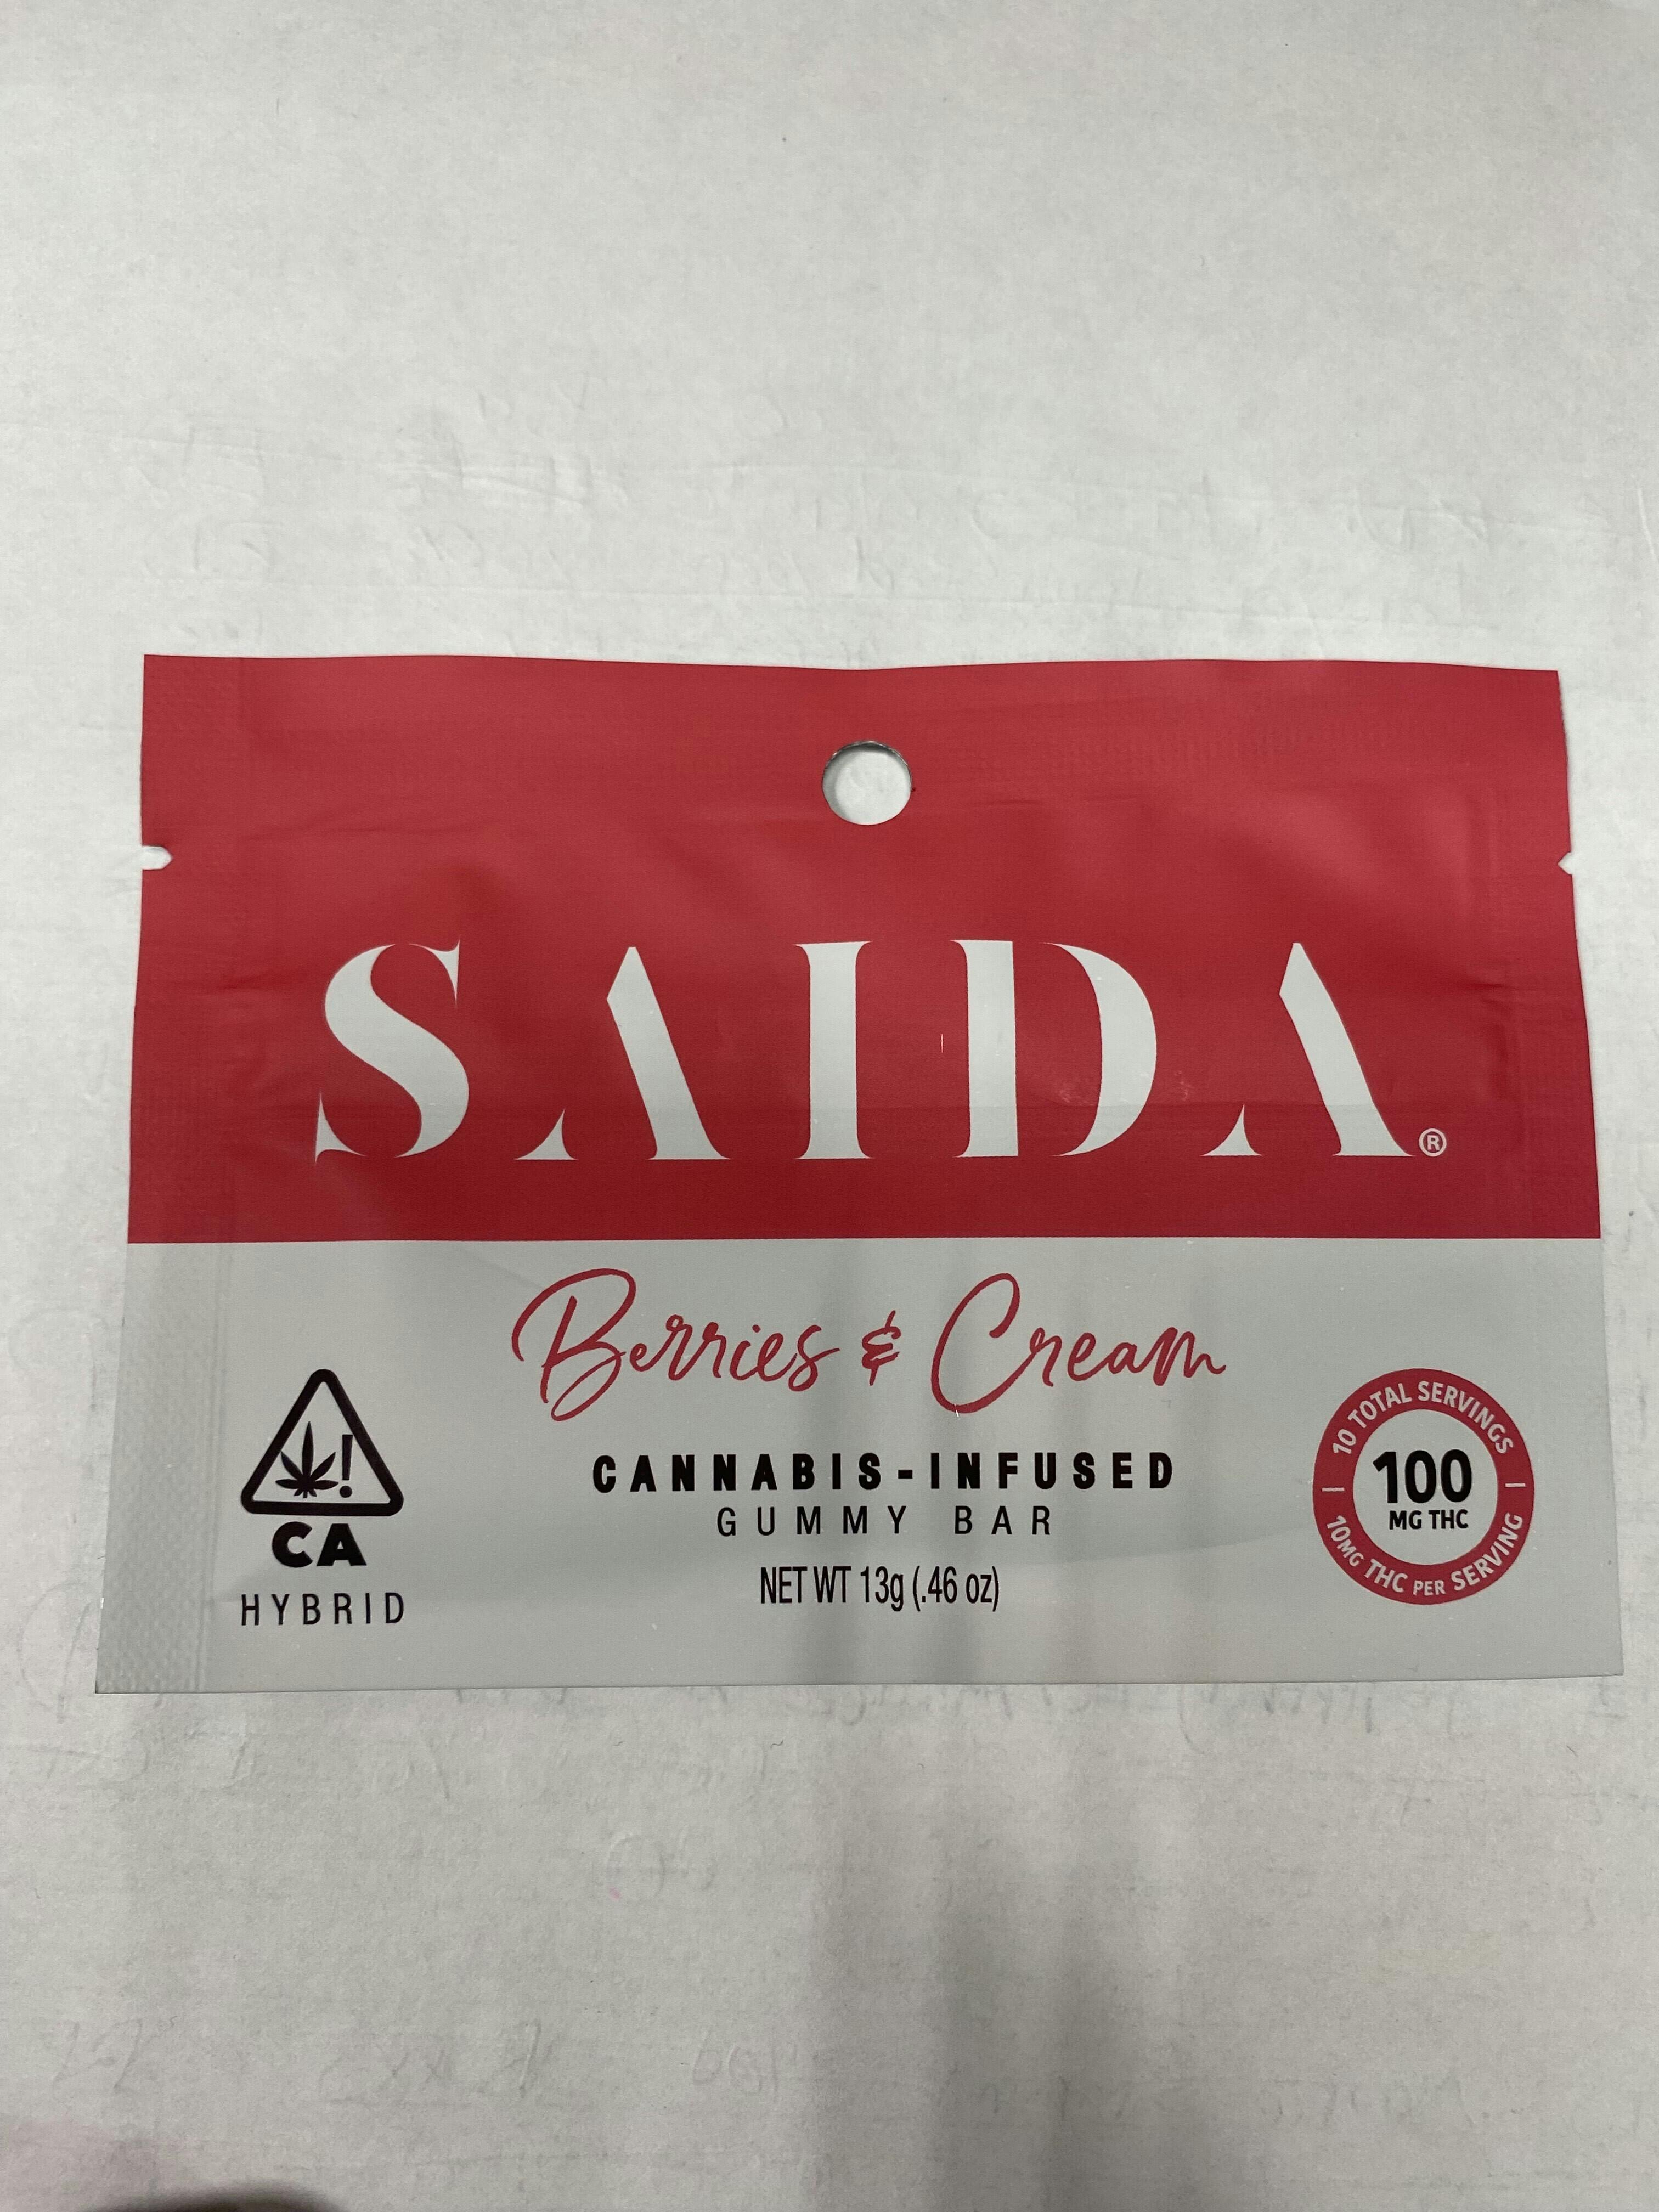 SAIDA®
Berries & Cream
CANNABIS-INFUSED
GUMMY BAR
NET WT 13g (.46 oz)
!
CA
HYBRID
10 TOTAL SERVINGS
100
MG THC
10MG THC PER SERVING